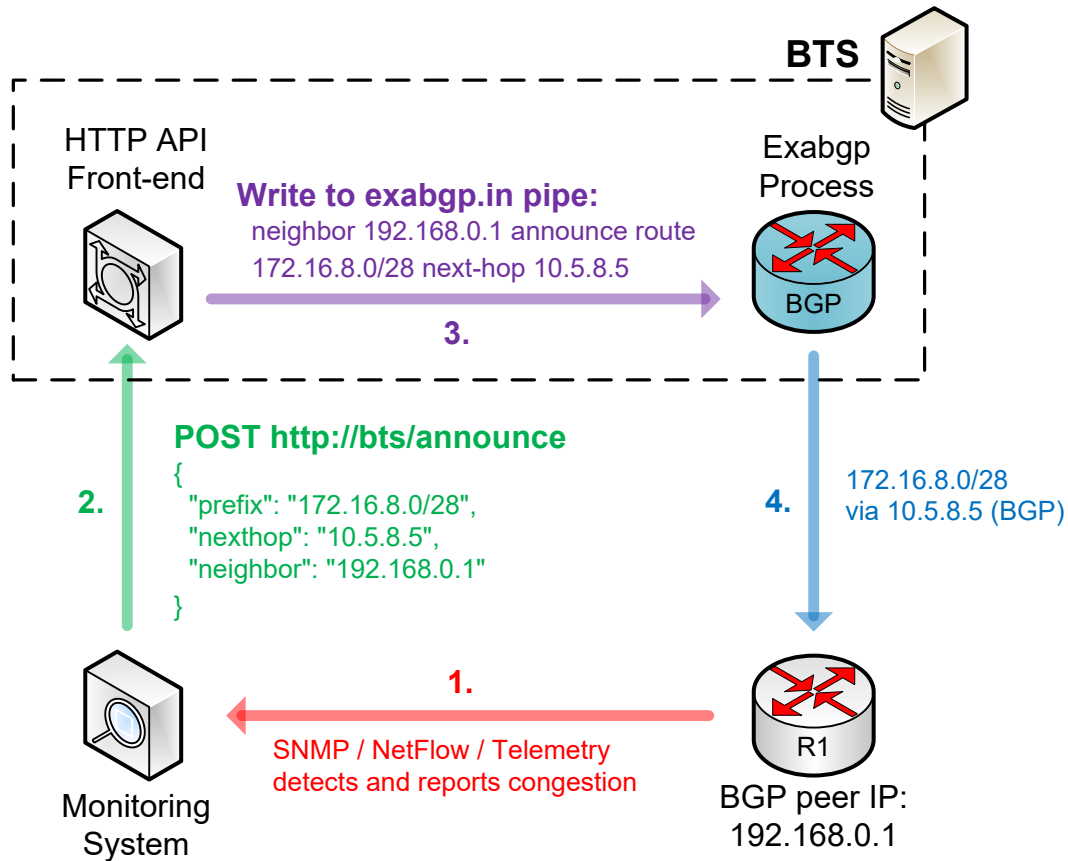 BTS
HTTP API
Front-end
Exabgp
Process
Write to exabgp.in pipe:
neighbor 192.168.0.1 announce route
172.16.8.0/28 next-hop 10.5.8.5
BGP
3.
POST http://bts/announce
{
"prefix": "172.16.8.0/28",
"nexthop": "10.5.8.5",
"neighbor": "192.168.0.1"
}
2.
4.
172.16.8.0/28
via 10.5.8.5 (BGP)
1.
SNMP / NetFlow / Telemetry
detects and reports congestion
R1
Monitoring
System
BGP peer IP:
192.168.0.1